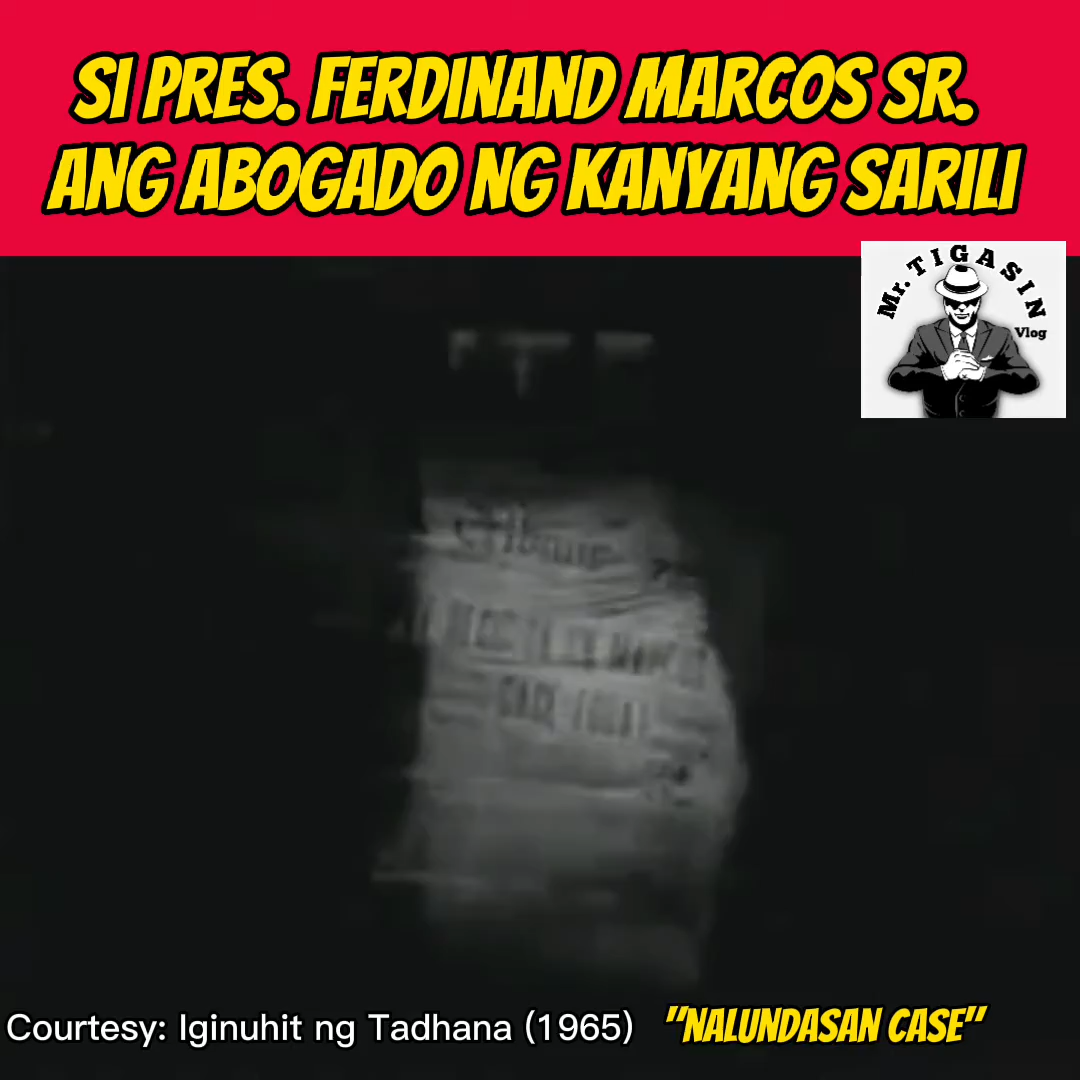 SI PRES. FERDINAND MARCOS SR.
ANG ABOGADO NG KANYANG SARILI
Mr. TIGASIN
Vlog
Tribune
Courtesy: Iginuhit ng Tadhana (1965)
"NALUNDASAN CASE"